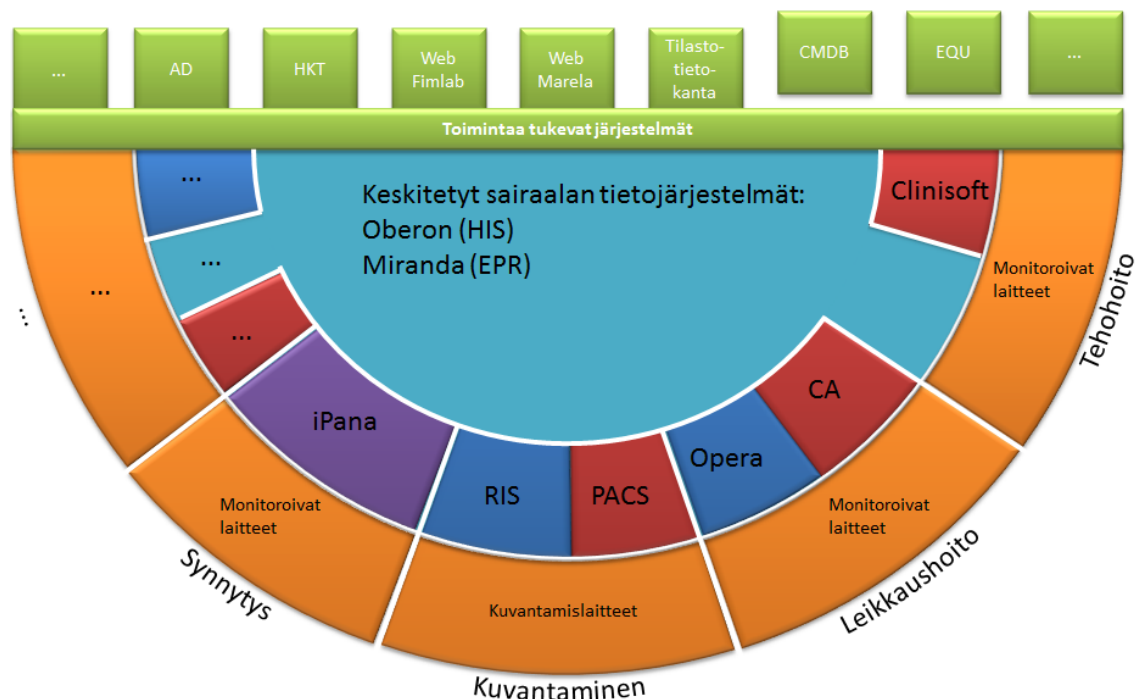 ...
AD
HKT
Web
Fimlab
Web
Marela
Tilasto-
tieto-
kanta
CMDB
EQU
...
Toimintaa tukevat järjestelmät
...
Keskitetyt sairaalan tietojärjestelmät:
Oberon (HIS)
Miranda (EPR)
Clinisoft
...
...
...
...
Monitoroivat
laitteet
Tehohoito
iPana
RIS
PACS
Opera
CA
Monitoroivat
laitteet
Synnytys
Kuvantamislaitteet
Kuvantaminen
Monitoroivat
laitteet
Leikkaushoito